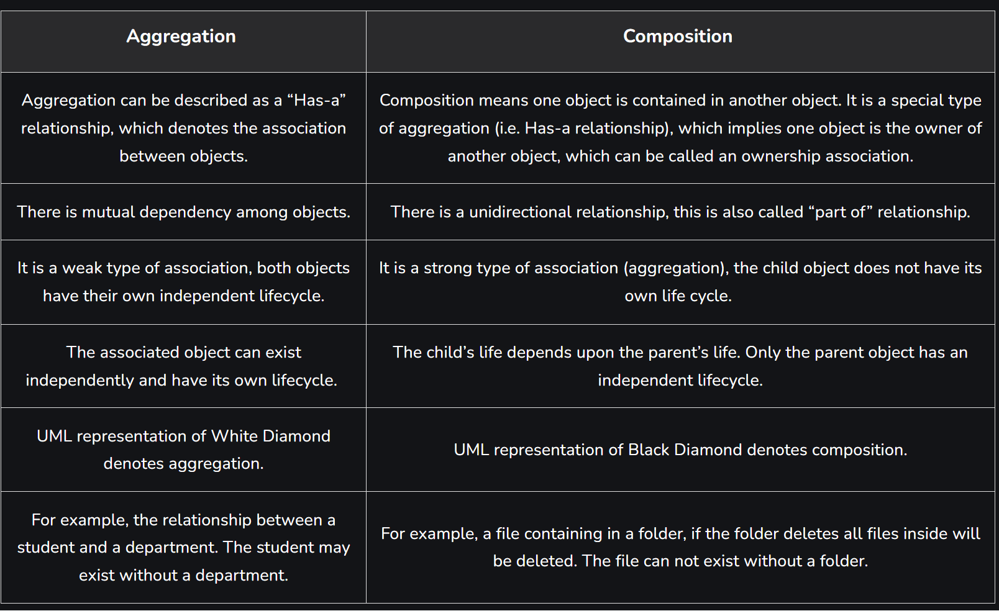 Aggregation
Composition
Aggregation can be described as a “Has-a”
relationship, which denotes the association
between objects.
Composition means one object is contained in another object. It is a special type
of aggregation (i.e. Has-a relationship), which implies one object is the owner of
another object, which can be called an ownership association.
There is mutual dependency among objects.
There is a unidirectional relationship, this is also called “part of” relationship.
It is a weak type of association, both objects
have their own independent lifecycle.
It is a strong type of association (aggregation), the child object does not have its
own life cycle.
The associated object can exist
independently and have its own lifecycle.
The child’s life depends upon the parent’s life. Only the parent object has an
independent lifecycle.
UML representation of White Diamond
denotes aggregation.
UML representation of Black Diamond denotes composition.
For example, the relationship between a
student and a department. The student may
exist without a department.
For example, a file containing in a folder, if the folder deletes all files inside will
be deleted. The file can not exist without a folder.